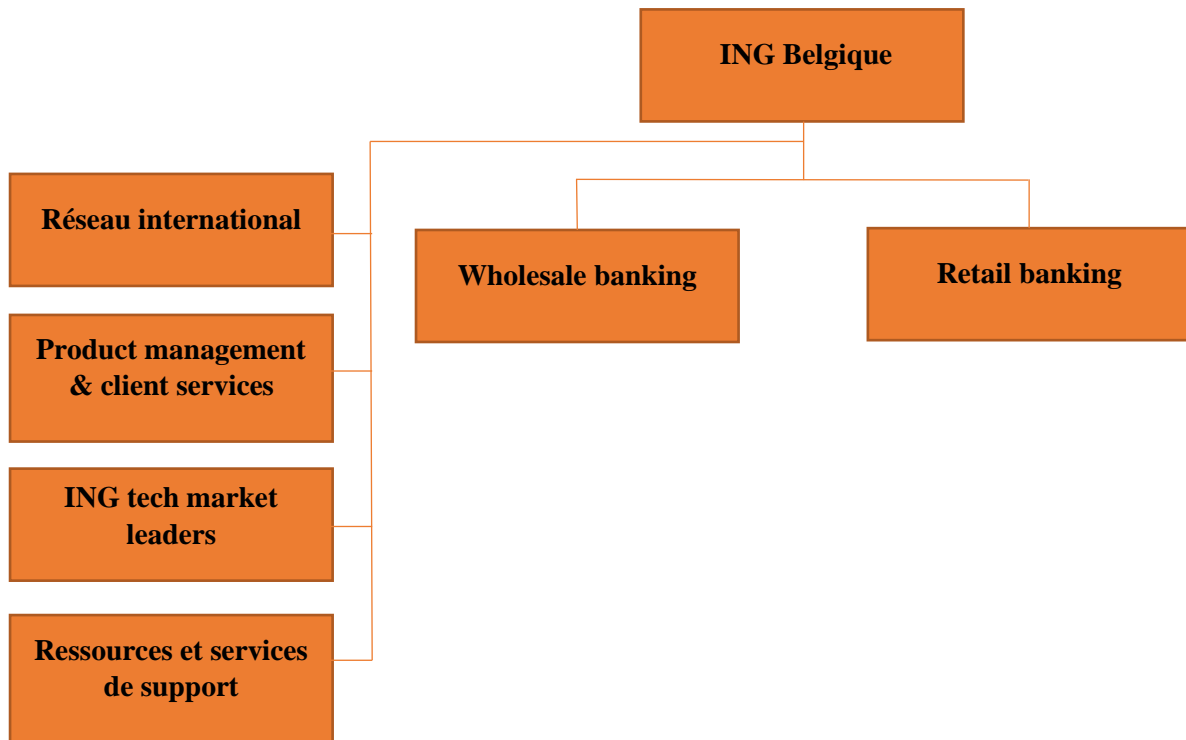 ING Belgique
Réseau international
Wholesale banking
Retail banking
Product management
& client services
ING tech market
leaders
Ressources et services
de support